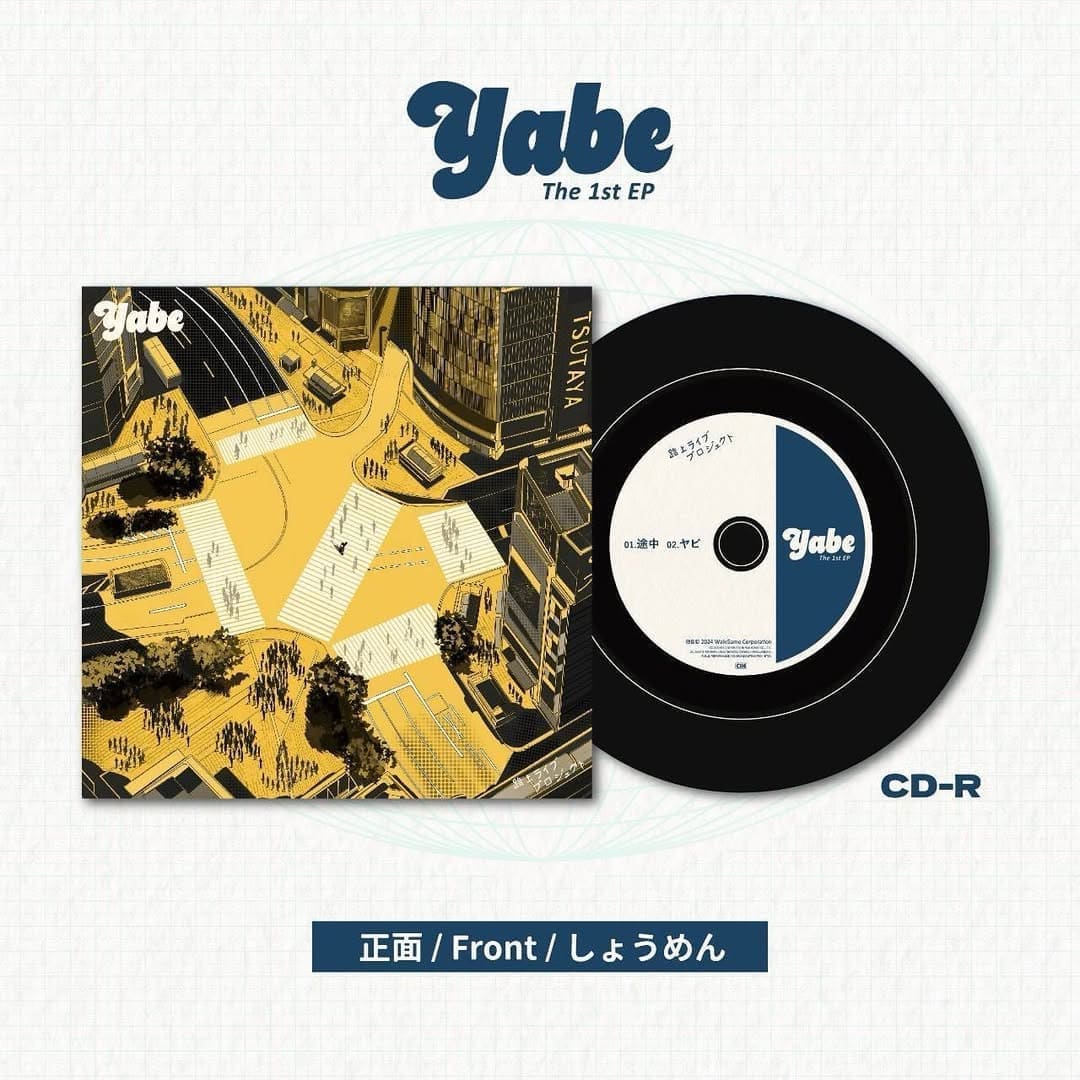 Yabe
The 1st EP
Yabe
TSUTAYA
路上ライブ
プロジェクト
路上ライブ
プロジェクト
01.途中 02.ヤビ
Yabe
The 1st EP
2024 WalkGame Corporation
CD-R
正面 / Front / しょうめん